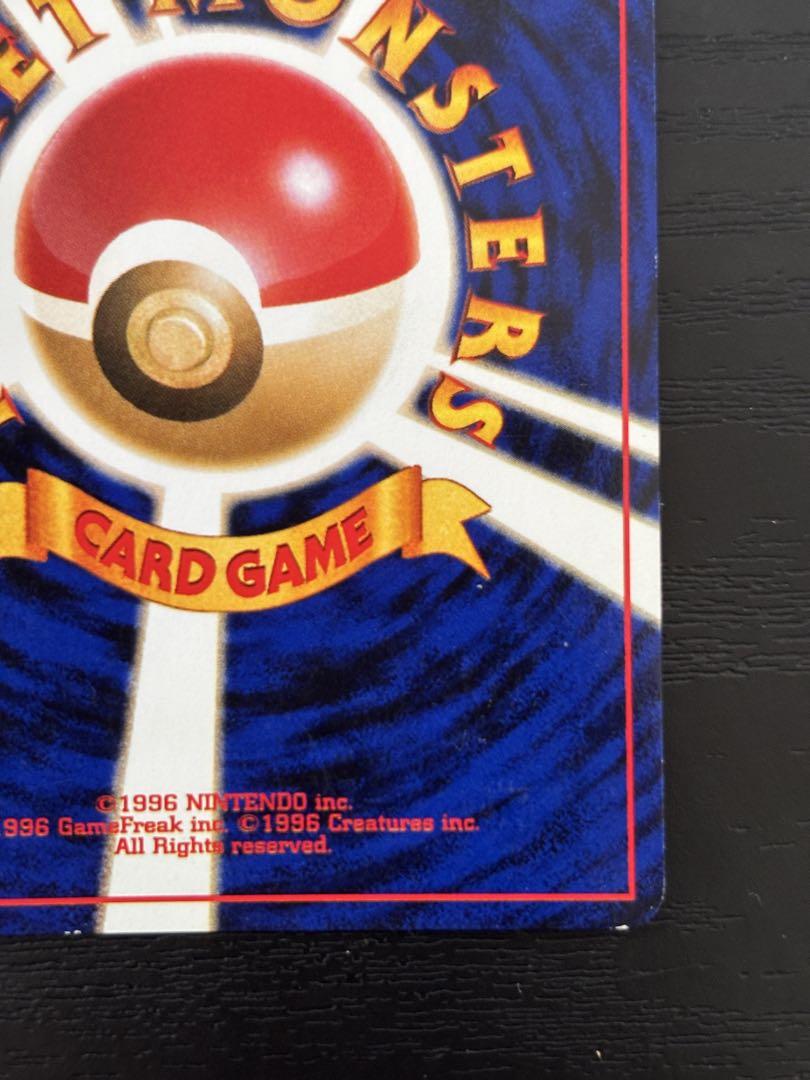 ET MONSTERS
CARD GAME
©1996 NINTENDO inc.
996 GameFreak inc. ©1996 Creatures inc.
All Rights reserved.